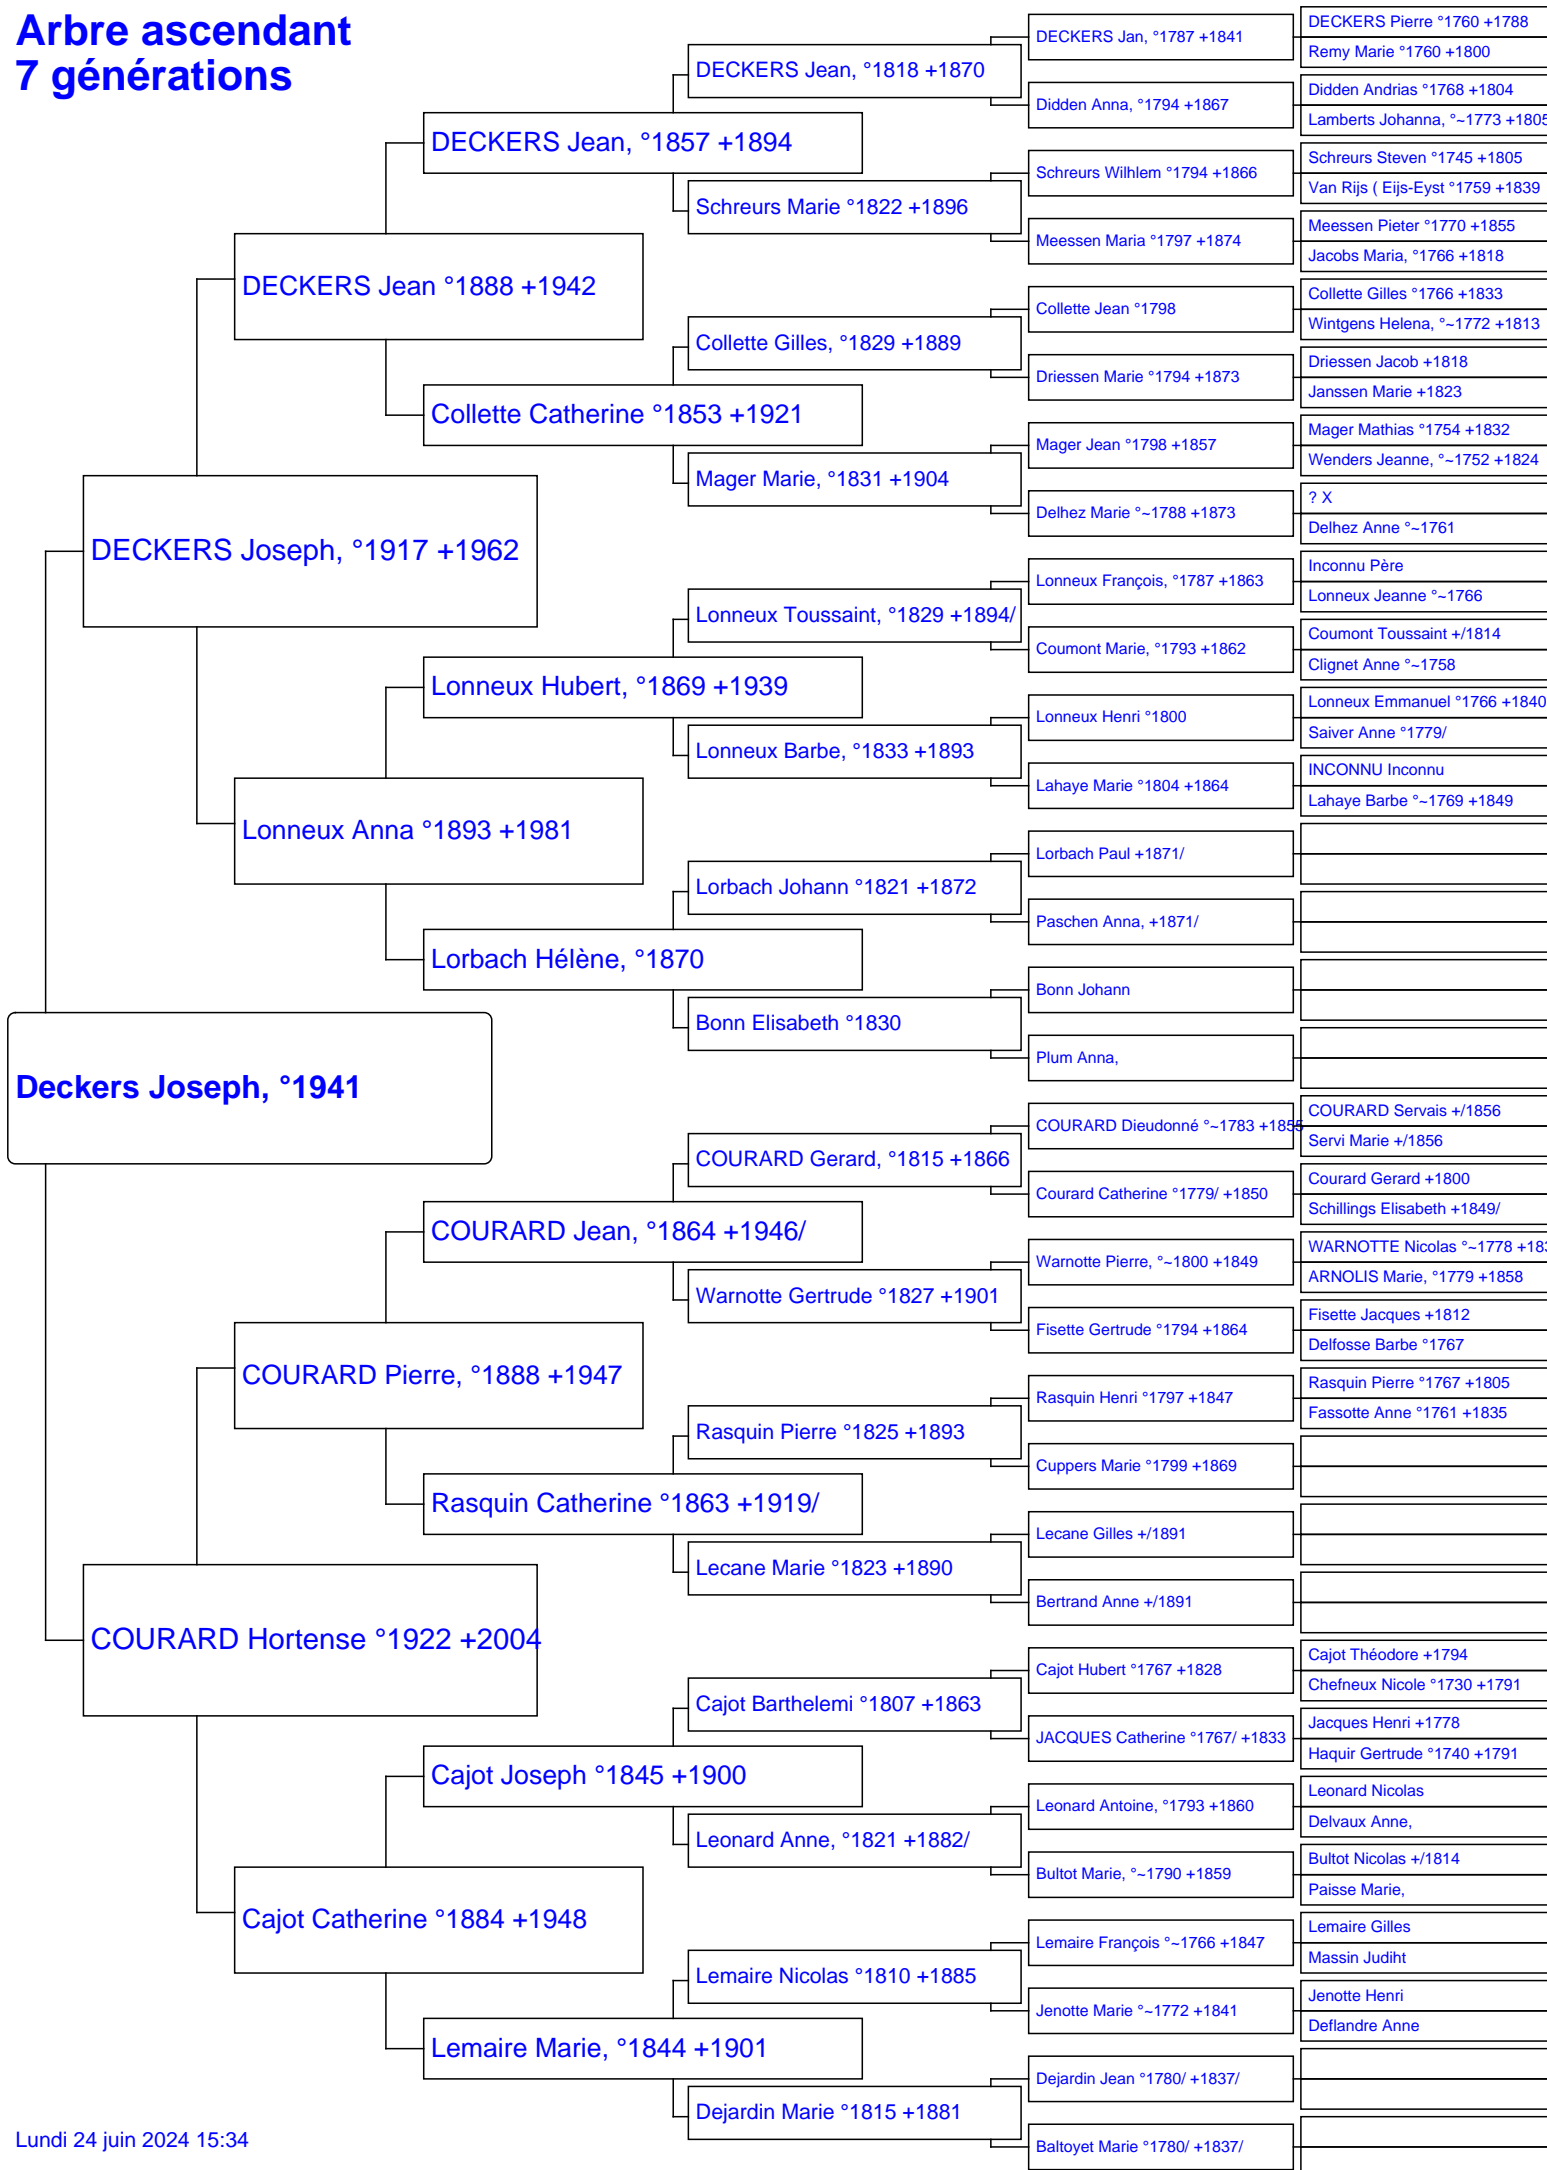 Arbre ascendant
7 générations
Deckers Joseph, °1941
DECKERS Joseph, °1917 +1962
COURARD Hortense °1922 +2004
DECKERS Jean °1888 +1942
Lonneux Anna °1893 +1981
COURARD Pierre, °1888 +1947
Cajot Catherine °1884 +1948
DECKERS Jean, °1857 +1894
Collette Catherine °1853 +1921
Lonneux Hubert, °1869 +1939
Lorbach Hélène, °1870
COURARD Jean, °1864 +1946/
Rasquin Catherine °1863 +1919/
Cajot Joseph °1845 +1900
Lemaire Marie, °1844 +1901
DECKERS Jean, °1818 +1870
Schreurs Marie °1822 +1896
Collette Gilles, °1829 +1889
Mager Marie, °1831 +1904
Lonneux Toussaint, °1829 +1894/
Lonneux Barbe, °1833 +1893
Lorbach Johann °1821 +1872
Bonn Elisabeth °1830
COURARD Gerard, °1815 +1866
Warnotte Gertrude °1827 +1901
Rasquin Pierre °1825 +1893
Lecane Marie °1823 +1890
Cajot Barthelemi °1807 +1863
Leonard Anne, °1821 +1882/
Lemaire Nicolas °1810 +1885
Dejardin Marie °1815 +1881
DECKERS Jan, °1787 +1841
Didden Anna, °1794 +1867
Schreurs Wilhlem °1794 +1866
Meessen Maria °1797 +1874
Collette Jean °1798
Driessen Marie °1794 +1873
Mager Jean °1798 +1857
Delhez Marie °~1788 +1873
Lonneux François, °1787 +1863
Coumont Marie, °1793 +1862
Lonneux Henri °1800
Lahaye Marie °1804 +1864
Lorbach Paul +1871/
Paschen Anna, +1871/
Bonn Johann
Plum Anna,
COURARD Dieudonné °~1783 +1855
Courard Catherine °1779/ +1850
Warnotte Pierre, °~1800 +1849
Fisette Gertrude °1794 +1864
Rasquin Henri °1797 +1847
Cuppers Marie °1799 +1869
Lecane Gilles +/1891
Bertrand Anne +/1891
Cajot Hubert °1767 +1828
JACQUES Catherine °1767/ +1833
Leonard Antoine, °1793 +1860
Bultot Marie, °~1790 +1859
Lemaire François °~1766 +1847
Jenotte Marie °~1772 +1841
Dejardin Jean °1780/ +1837/
Baltoyet Marie °1780/ +1837/
DECKERS Pierre °1760 +1788
Remy Marie °1760 +1800
Didden Andrias °1768 +1804
Lamberts Johanna, °~1773 +1805
Schreurs Steven °1745 +1805
Van Rijs ( Eijs-Eyst °1759 +1839
Meessen Pieter °1770 +1855
Jacobs Maria, °1766 +1818
Collette Gilles °1766 +1833
Wintgens Helena, °~1772 +1813
Driessen Jacob +1818
Janssen Marie +1823
Mager Mathias °1754 +1832
Wenders Jeanne, °~1752 +1824
? X
Delhez Anne °~1761
Inconnu Père
Lonneux Jeanne °~1766
Coumont Toussaint +/1814
Clignet Anne °~1758
Lonneux Emmanuel °1766 +1840
Saiver Anne °1779/
INCONNU Inconnu
Lahaye Barbe °~1769 +1849
COURARD Servais +/1856
Servi Marie +/1856
Courard Gerard +1800
Schillings Elisabeth +1849/
WARNOTTE Nicolas °~1778
ARNOLIS Marie, °1779 +1858
Fisette Jacques +1812
Delfosse Barbe °1767
Rasquin Pierre °1767 +1805
Fassotte Anne °1761 +1835
Cajot Théodore +1794
Chefneux Nicole °1730 +1791
Jacques Henri +1778
Haquir Gertrude °1740 +1791
Leonard Nicolas
Delvaux Anne,
Bultot Nicolas +/1814
Paisse Marie,
Lemaire Gilles
Massin Judiht
Jenotte Henri
Deflandre Anne
Lundi 24 juin 2024 15:34